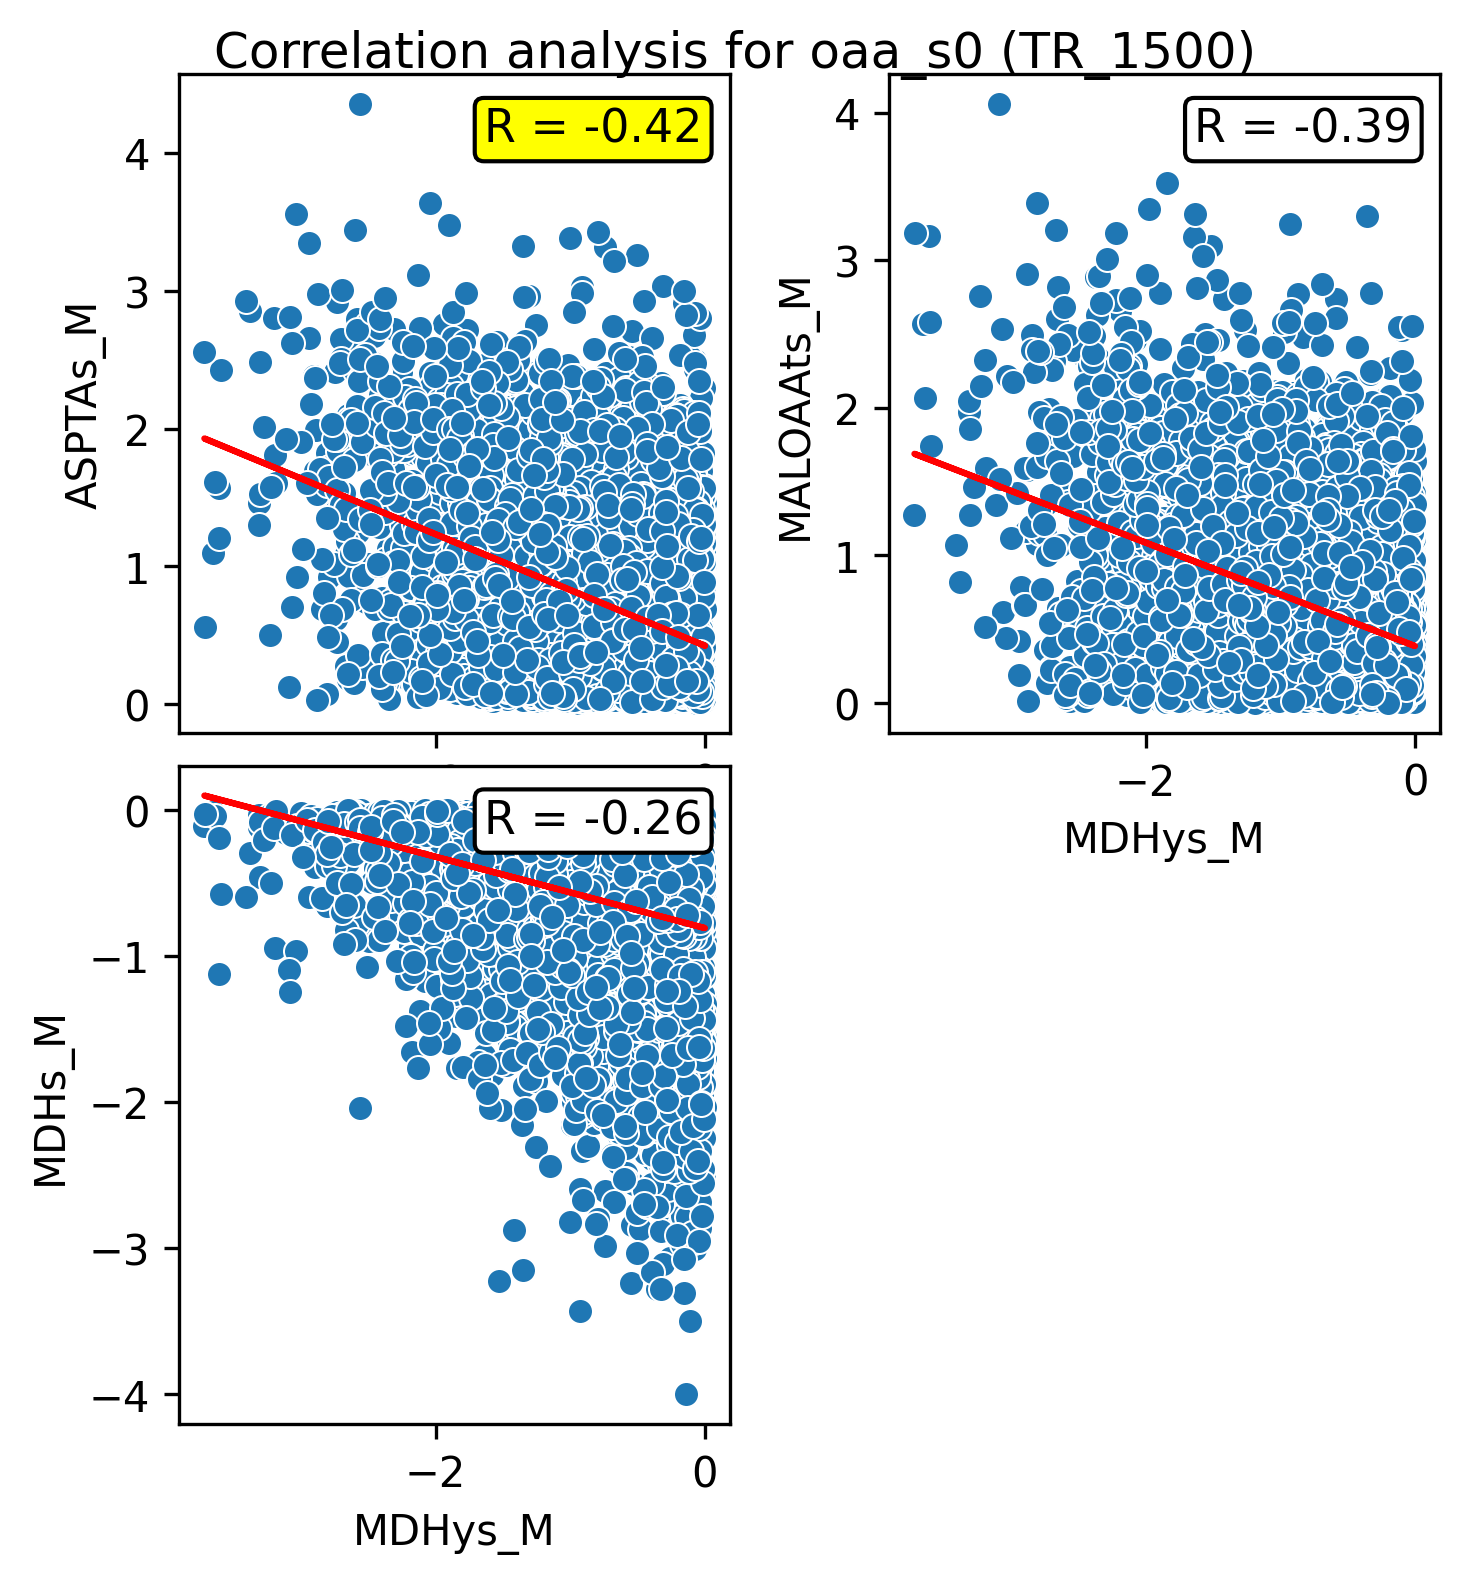 Correlation analysis for oaa_s0 (TR_1500)
R = -0.42
4
3
2
1
0
ASPTAs_M
R = -0.39
4
3
2
1
0
MALOAAts_M
−2
0
MDHys_M
R = -0.26
0
−1
−2
−3
−4
MDHs_M
−2
0
MDHys_M